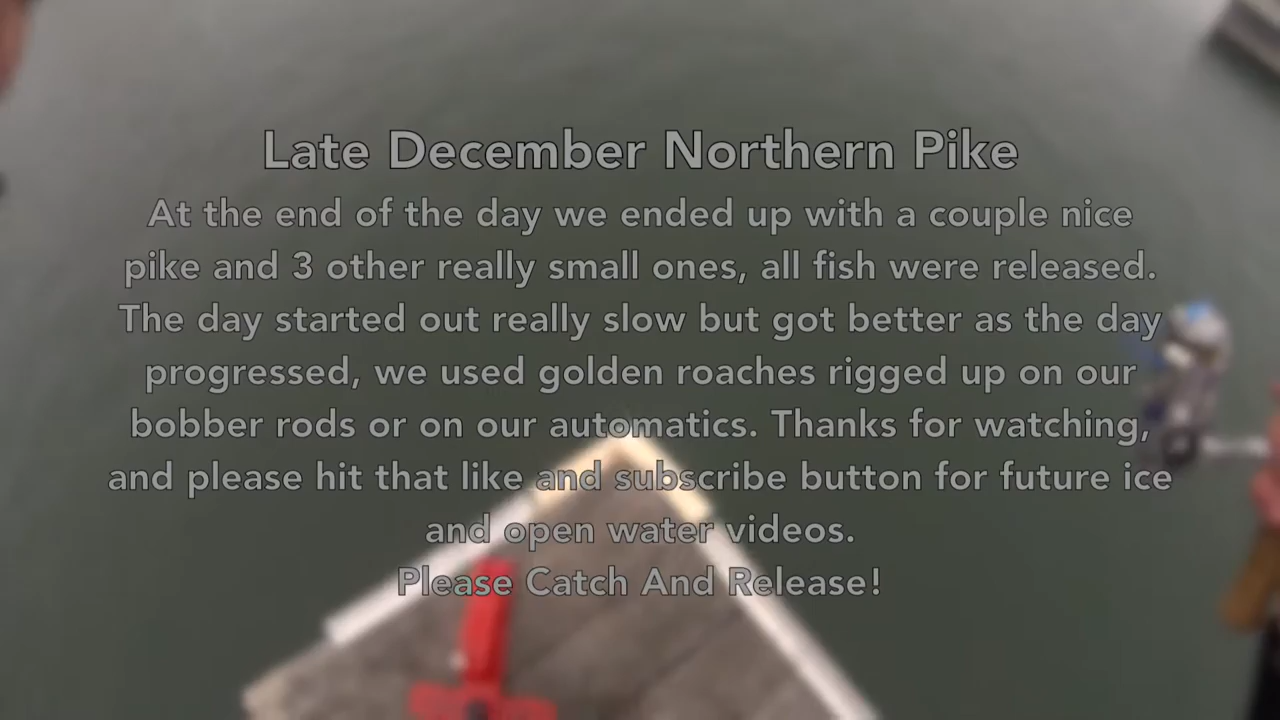 Late December Northern Pike
At the end of the day we ended up with a couple nice
pike and 3 other really small ones, all fish were released.
The day started out really slow but got better as the day
progressed, we used golden roaches rigged up on our
bobber rods or on our automatics. Thanks for watching,
and please hit that like and subscribe button for future ice
and open water videos.
Please Catch And Release!